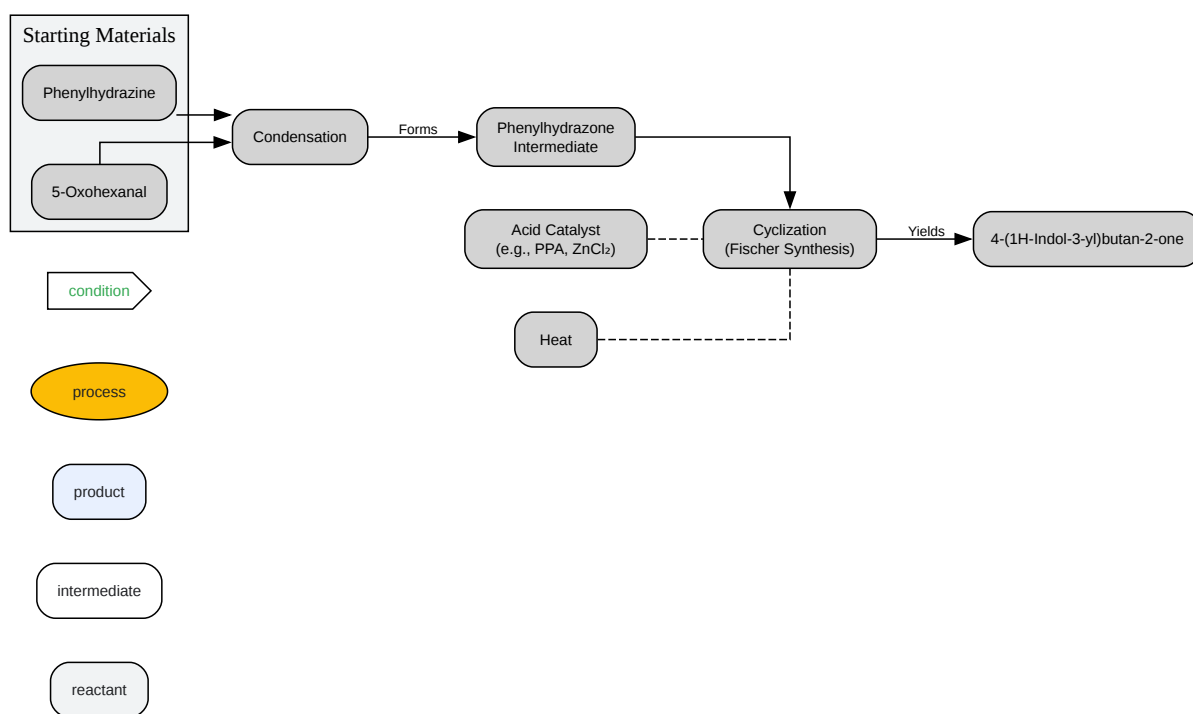 Starting Materials
Phenylhydrazine
5-Oxohexanal
Condensation
Forms
Phenylhydrazone
Intermediate
Acid Catalyst
(e.g., PPA, ZnCl₂)
Heat
Cyclization
(Fischer Synthesis)
Yields
4-(1H-Indol-3-yl)butan-2-one
condition
process
product
intermediate
reactant